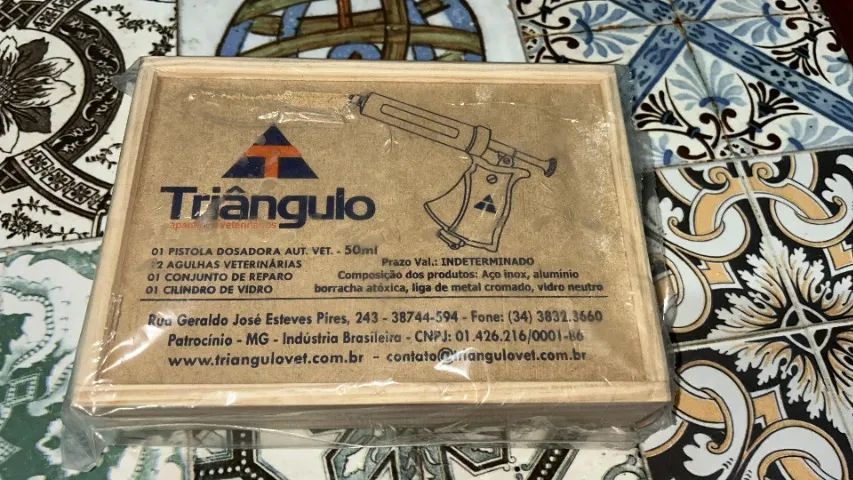 Triângulo
aparelhos veterinários
01 PISTOLA DOSADORA AUT. VET. - 50ml
12 AGULHAS VETERINÁRIAS
01 CONJUNTO DE REPARO
01 CILINDRO DE VIDRO
Prazo Val.: INDETERMINADO
Composição dos produtos: Aço inox, alumínio
borracha atóxica, liga de metal cromado, vidro neutro
Rua Geraldo José Esteves Pires, 243 - 38744-594 - Fone: (34) 3832.3660
Patrocínio - MG - Indústria Brasileira - CNPJ: 01.426.216/0001-86
www.triangulovet.com.br - contato@triangulovet.com.br